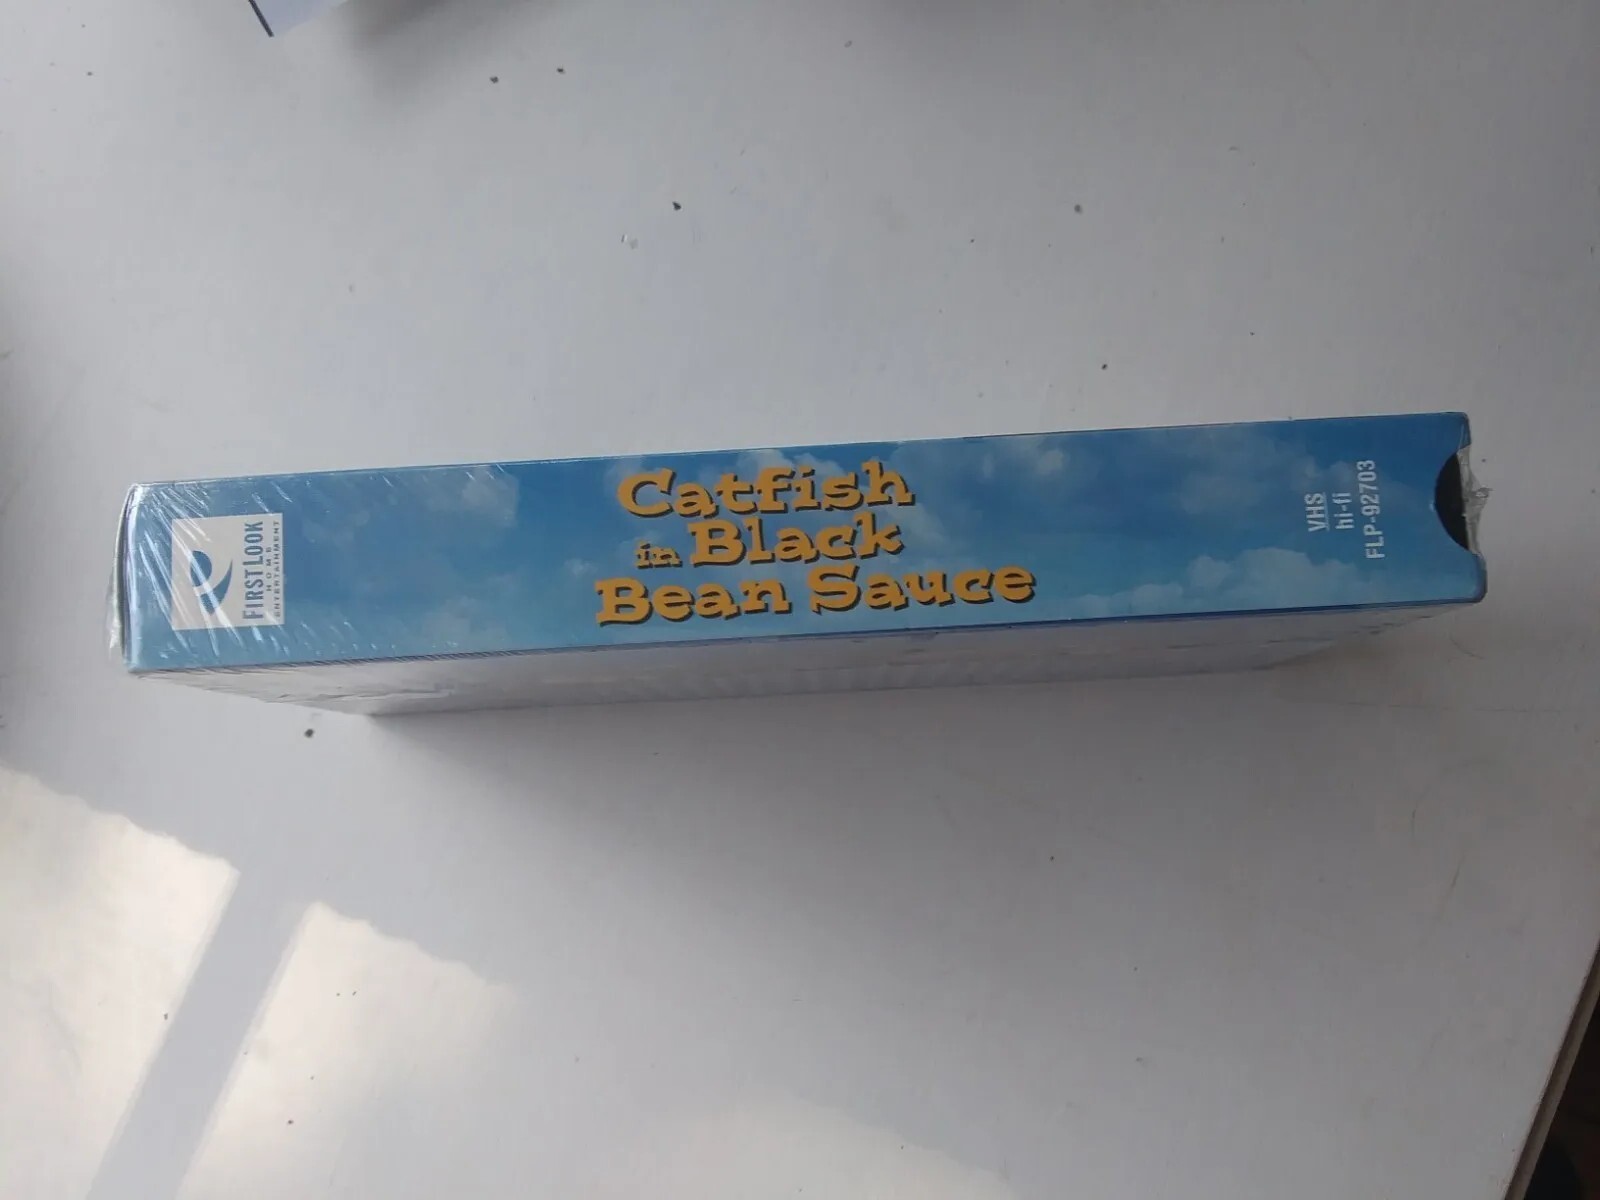 FIRST LOOK
HOME
ENTERTAINMENT
Catfish
in Black
Bean Sauce
VHS
hi-fi
FLP-92703